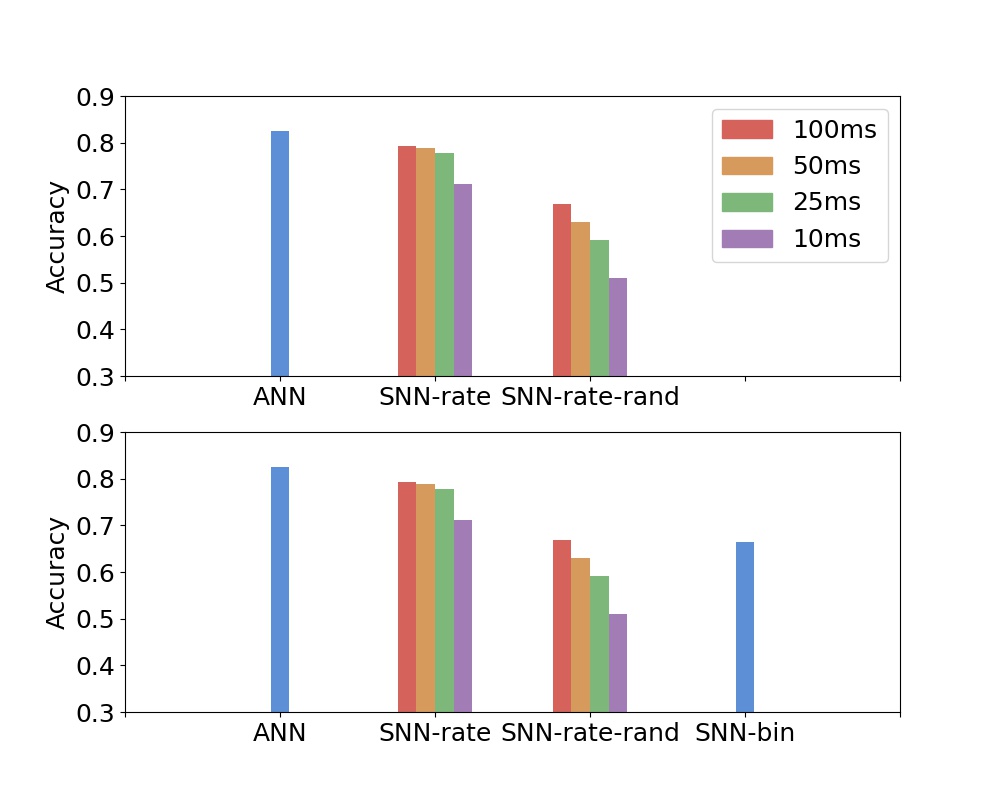 0.9
0.8
0.7
0.6
0.5
0.4
0.3
Accuracy
100ms
50ms
25ms
10ms
ANN SNN-rate SNN-rate-rand
0.9
0.8
0.7
0.6
0.5
0.4
0.3
Accuracy
ANN SNN-rate SNN-rate-rand SNN-bin